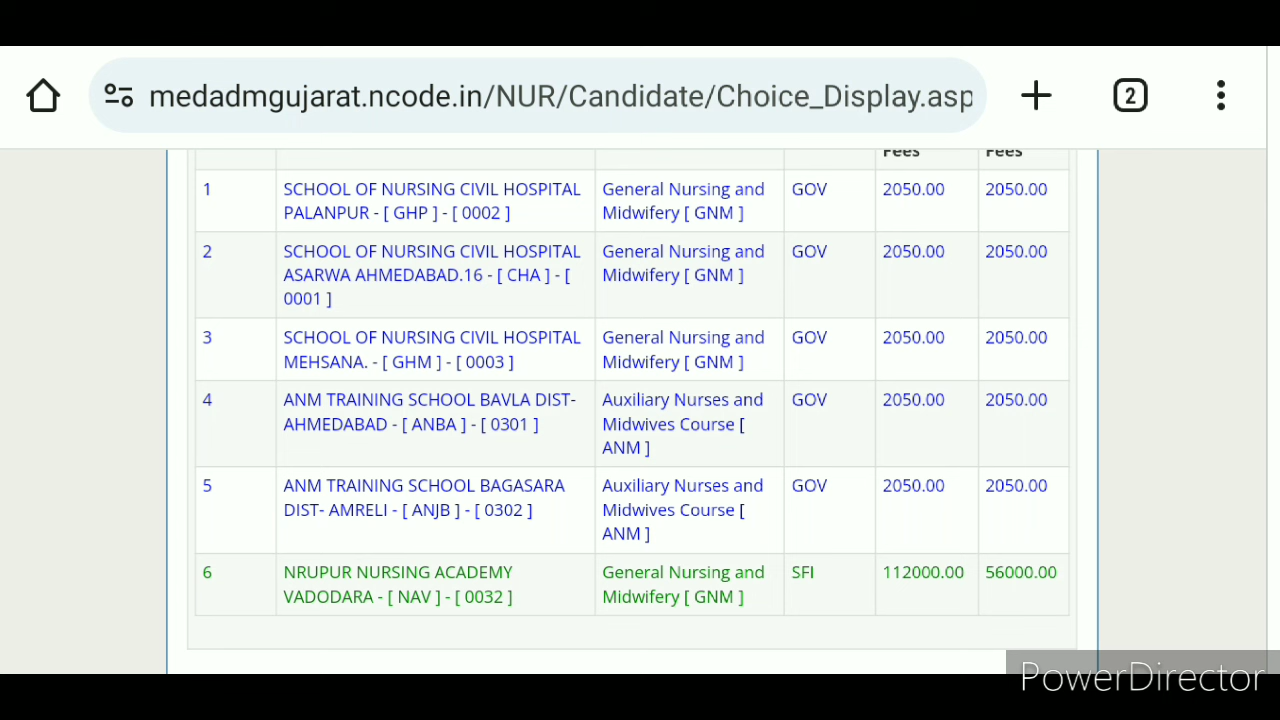 medadmgujarat.ncode.in/NUR/Candidate/Choice_Display.asp
2
Fees Fees
1 SCHOOL OF NURSING CIVIL HOSPITAL General Nursing and GOV 2050.00 2050.00
PALANPUR - [ GHP ] - [ 0002 ] Midwifery [ GNM ]
2 SCHOOL OF NURSING CIVIL HOSPITAL General Nursing and GOV 2050.00 2050.00
ASARWA AHMEDABAD.16 - [ CHA ] - [ Midwifery [ GNM ]
0001 ]
3 SCHOOL OF NURSING CIVIL HOSPITAL General Nursing and GOV 2050.00 2050.00
MEHSANA. - [ GHM ] - [ 0003 ] Midwifery [ GNM ]
4 ANM TRAINING SCHOOL BAVLA DIST- Auxiliary Nurses and GOV 2050.00 2050.00
AHMEDABAD - [ ANBA ] - [ 0301 ] Midwives Course [
ANM ]
5 ANM TRAINING SCHOOL BAGASARA Auxiliary Nurses and GOV 2050.00 2050.00
DIST- AMRELI - [ ANJB ] - [ 0302 ] Midwives Course [
ANM ]
6 NRUPUR NURSING ACADEMY General Nursing and SFI 112000.00 56000.00
VADODARA - [ NAV ] - [ 0032 ] Midwifery [ GNM ]
PowerDirector